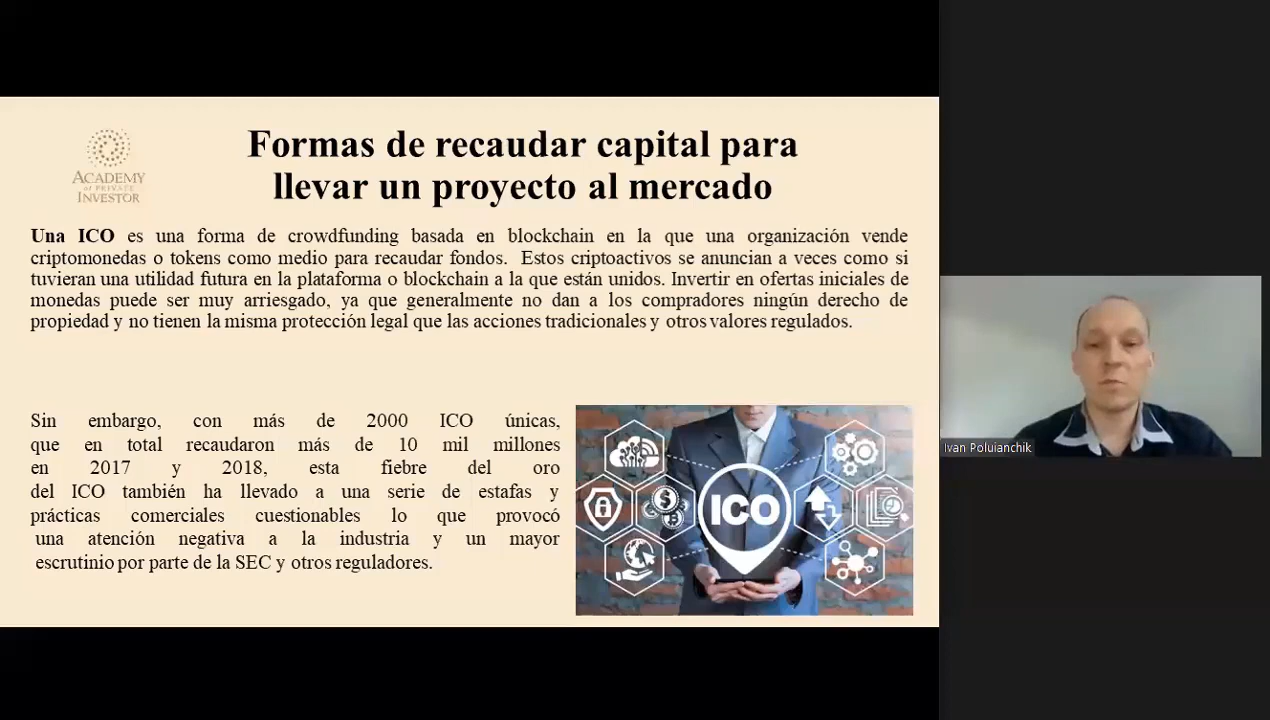 ACADEMY
of PRIVATE
INVESTOR
Formas de recaudar capital para
llevar un proyecto al mercado
Una ICO es una forma de crowdfunding basada en blockchain en la que una organización vende
criptomonedas o tokens como medio para recaudar fondos. Estos criptoactivos se anuncian a veces como si
tuvieran una utilidad futura en la plataforma o blockchain a la que están unidos. Invertir en ofertas iniciales de
monedas puede ser muy arriesgado, ya que generalmente no dan a los compradores ningún derecho de
propiedad y no tienen la misma protección legal que las acciones tradicionales y otros valores regulados.
Sin embargo, con más de 2000 ICO únicas,
que en total recaudaron más de 10 mil millones
en 2017 y 2018, esta fiebre del oro
del ICO también ha llevado a una serie de estafas y
prácticas comerciales cuestionables lo que provocó
una atención negativa a la industria y un mayor
escrutinio por parte de la SEC y otros reguladores.
ICO
Ivan Poluianchik